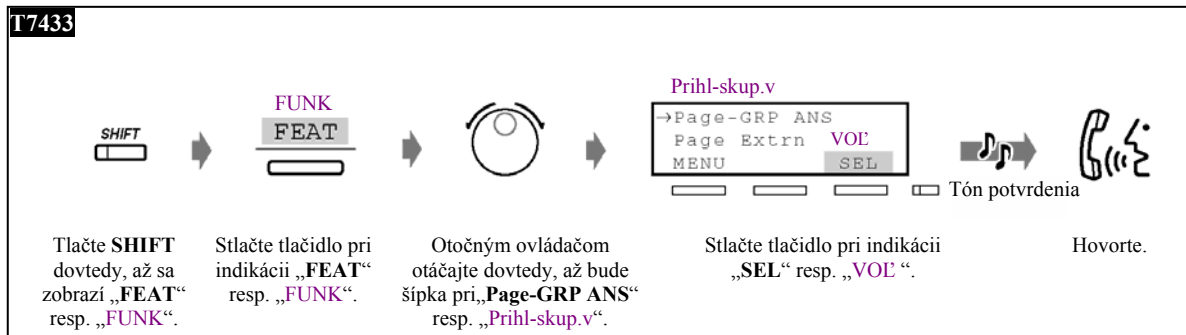 T7433
Prihl-skup.v
FUNK
FEAT
SHIFT
→Page-GRP ANS
Page Extrn VOĽ
MENU SEL
Tón potvrdenia
Tlačte SHIFT
dovtedy, až sa
zobrazí „FEAT“
resp. „FUNK“.
Stlačte tlačidlo pri
indikácii „FEAT“
resp. „FUNK“.
Otočným ovládačom
otáčajte dovtedy, až bude
šípka pri„Page-GRP ANS“
resp. „Prihl-skup.v“.
Stlačte tlačidlo pri indikácii
„SEL“ resp. „VOĽ “.
Hovorte.